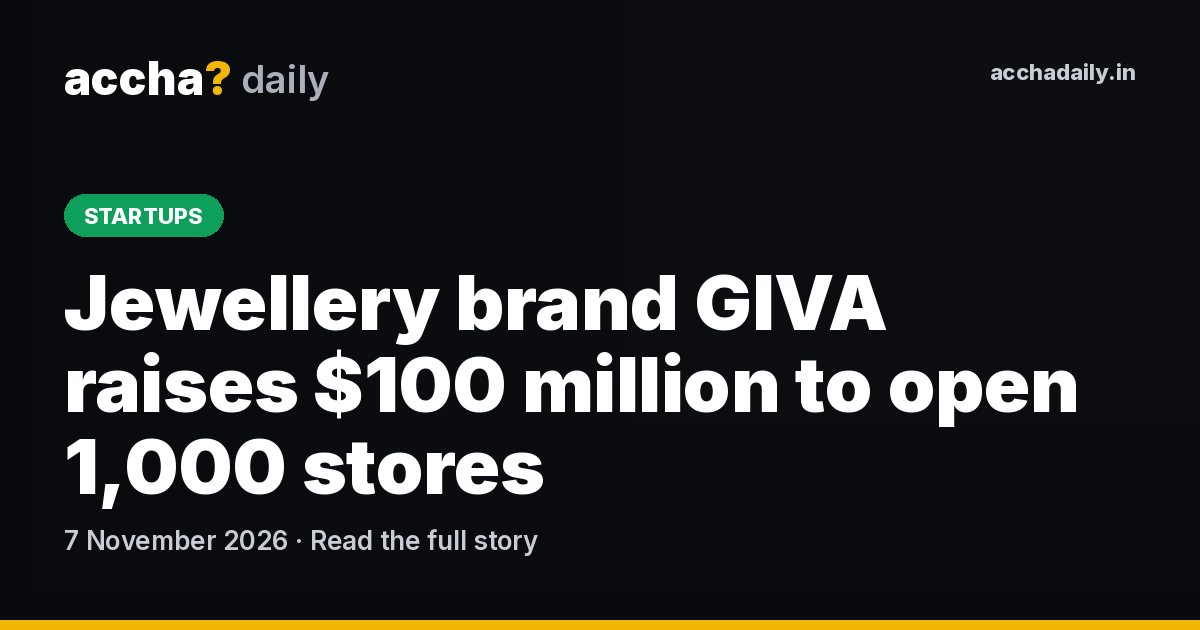 accha? daily
acchadaily.in
STARTUPS
Jewellery brand GIVA
raises $100 million to open
1,000 stores
7 November 2026 · Read the full story